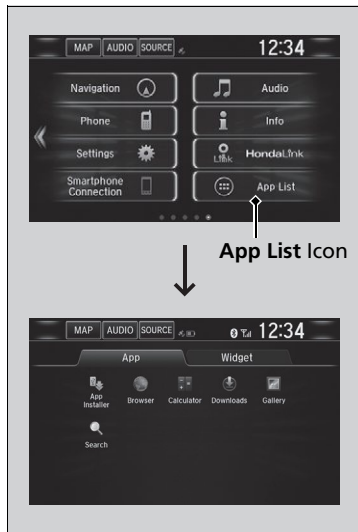 MAP AUDIO SOURCE 12:34
Navigation Audio
Phone Info
Settings Link HondaLink
Smartphone
Connection App List
App List Icon
MAP AUDIO SOURCE 12:34
App Widget
App
Installer Browser Calculator Downloads Gallery
Search